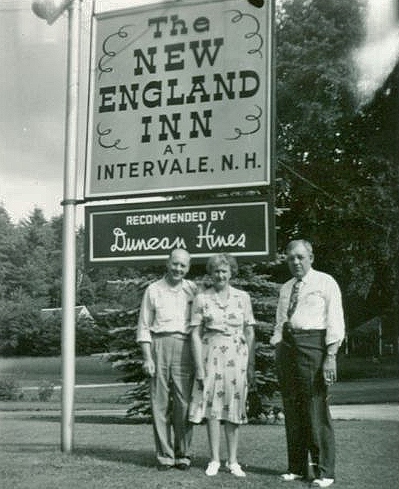 The
NEW
ENGLAND
INN
AT
INTERVALE, N.H.
RECOMMENDED BY
Duncan Hines